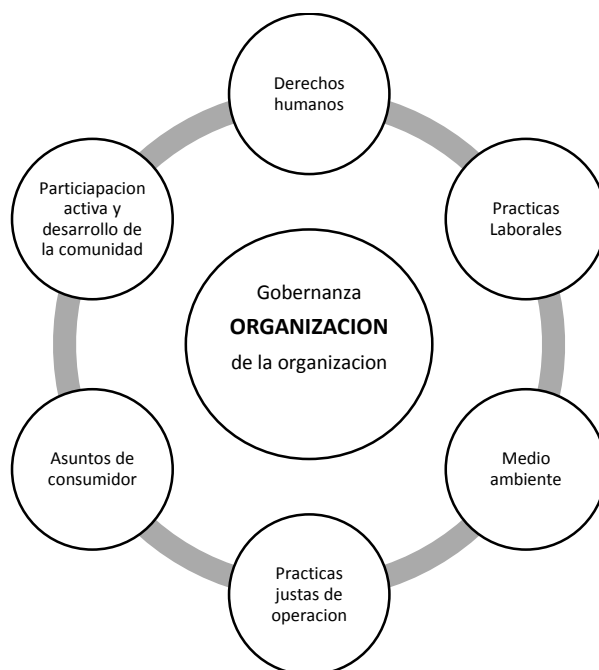 Derechos
humanos
Particiapacion
activa y
desarrollo de
la comunidad
Practicas
Laborales
Gobernanza
ORGANIZACION
de la organizacion
Asuntos de
consumidor
Medio
ambiente
Practicas
justas de
operacion